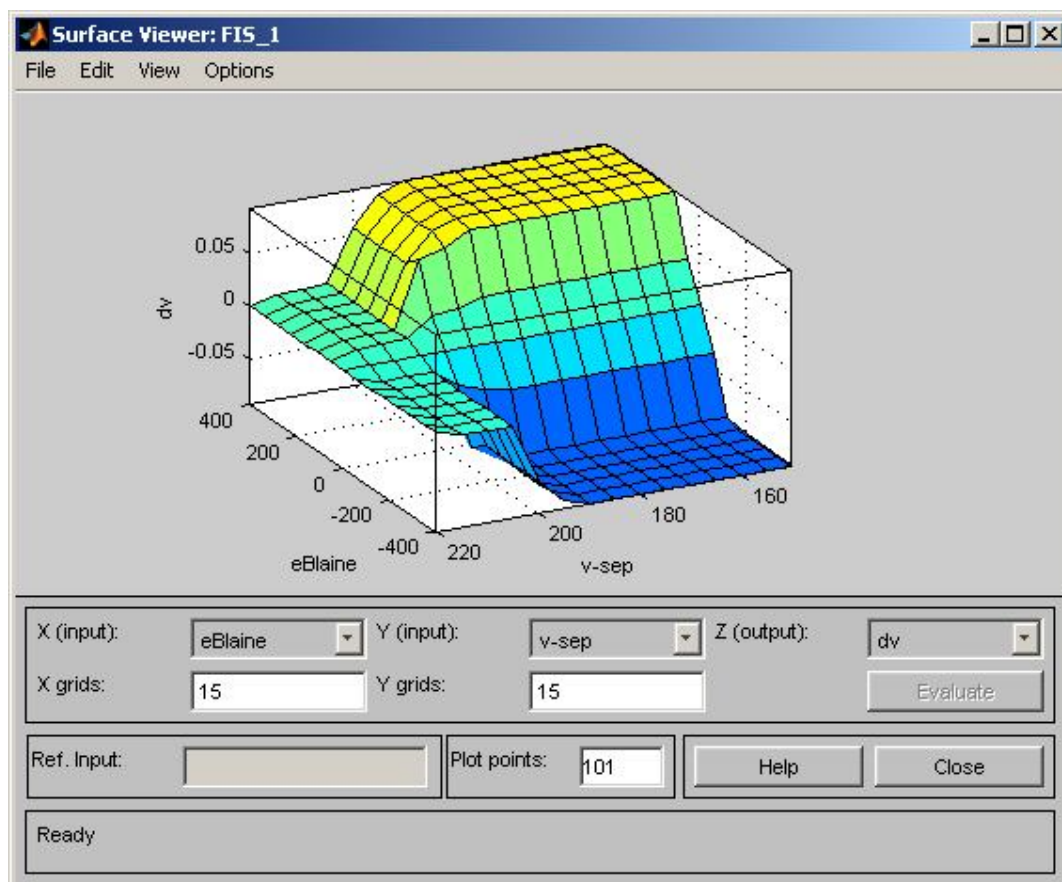 Surface Viewer: FIS_1
File Edit View Options
0.05
0
-0.05
dv
400
200
0
-200
-400
eBlaine
220
200
180
160
v-sep
X (input): eBlaine Y (input): v-sep Z (output): dv
X grids: 15 Y grids: 15 Evaluate
Ref. Input: Plot points: 101 Help Close
Ready